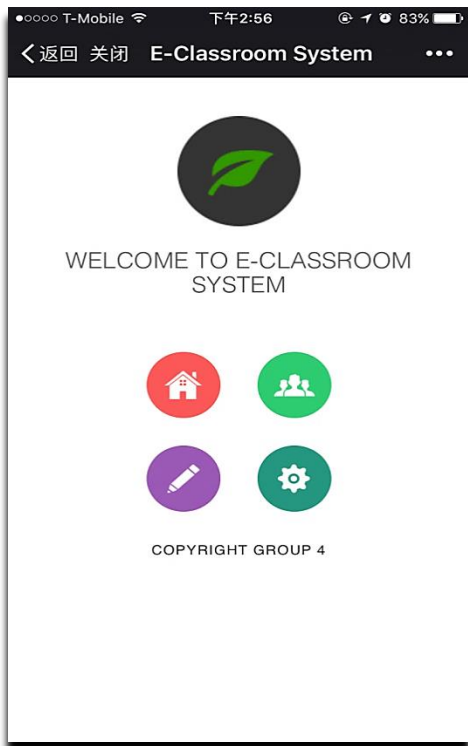 T-Mobile 下午2:56 83%
返回 关闭 E-Classroom System
WELCOME TO E-CLASSROOM
SYSTEM
COPYRIGHT GROUP 4